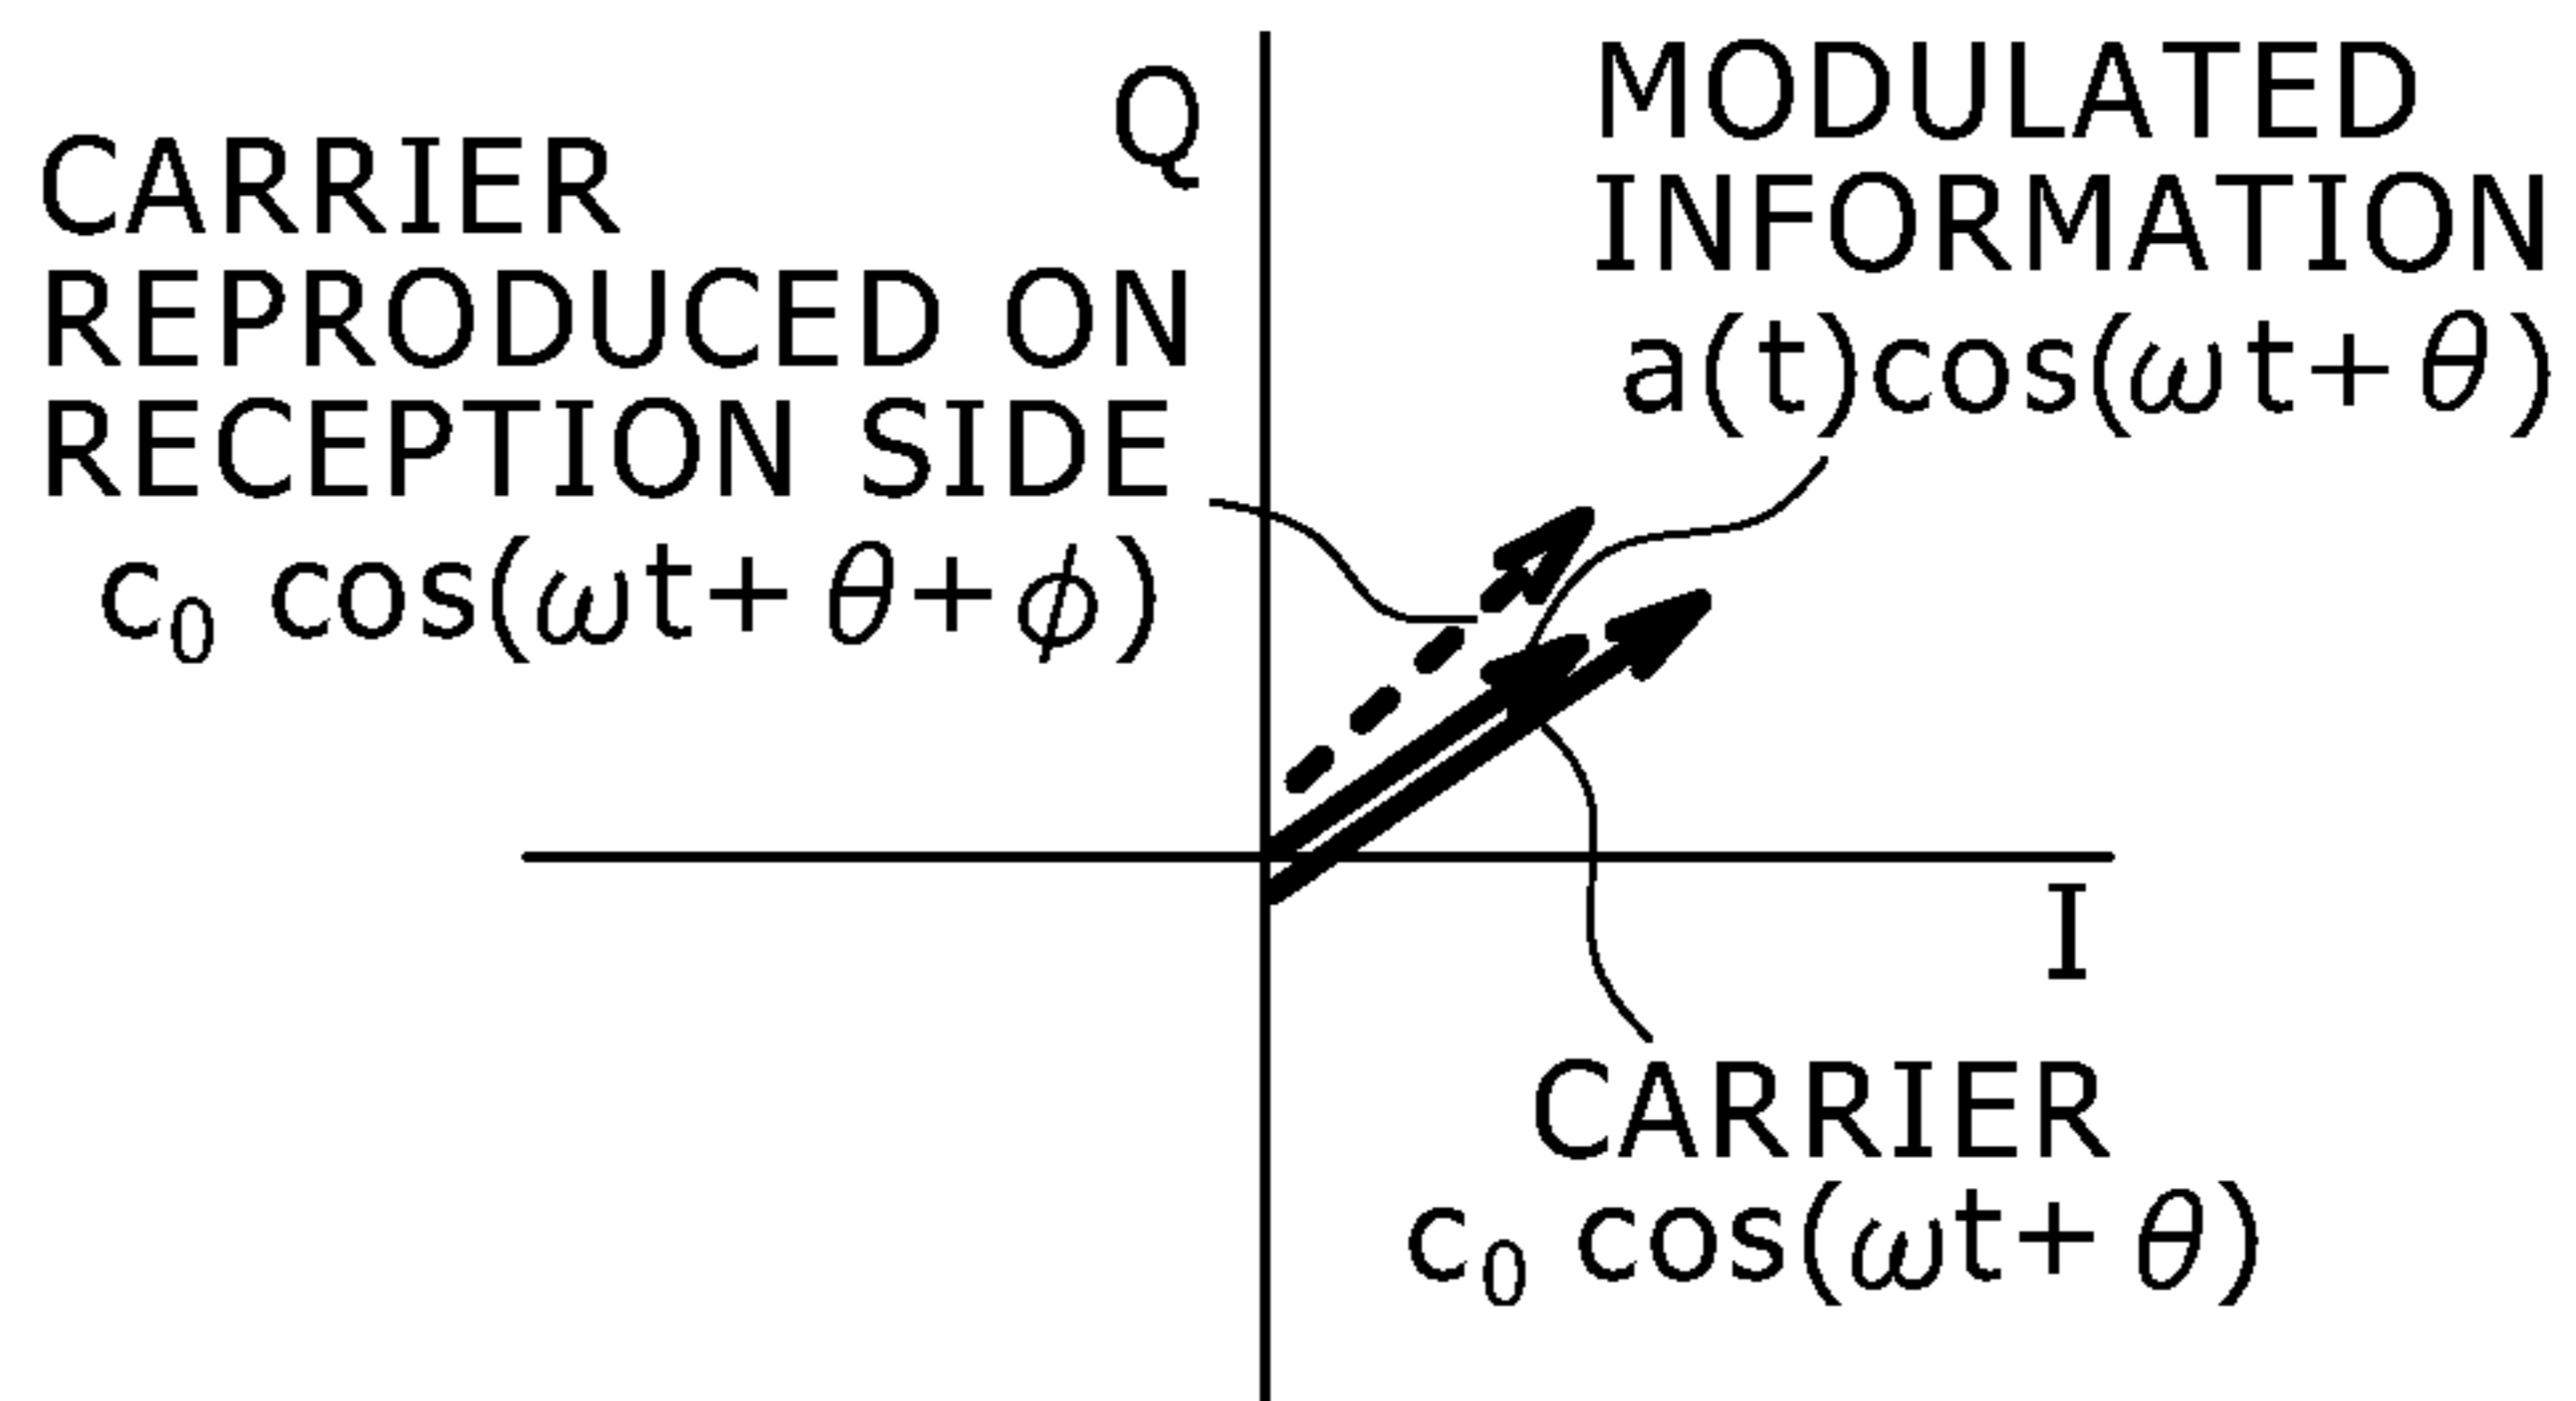 Q
CARRIER
REPRODUCED ON
RECEPTION SIDE
c₀ cos(ωt+θ+φ)
MODULATED
INFORMATION
a(t)cos(ωt+θ)
I
CARRIER
c₀ cos(ωt+θ)